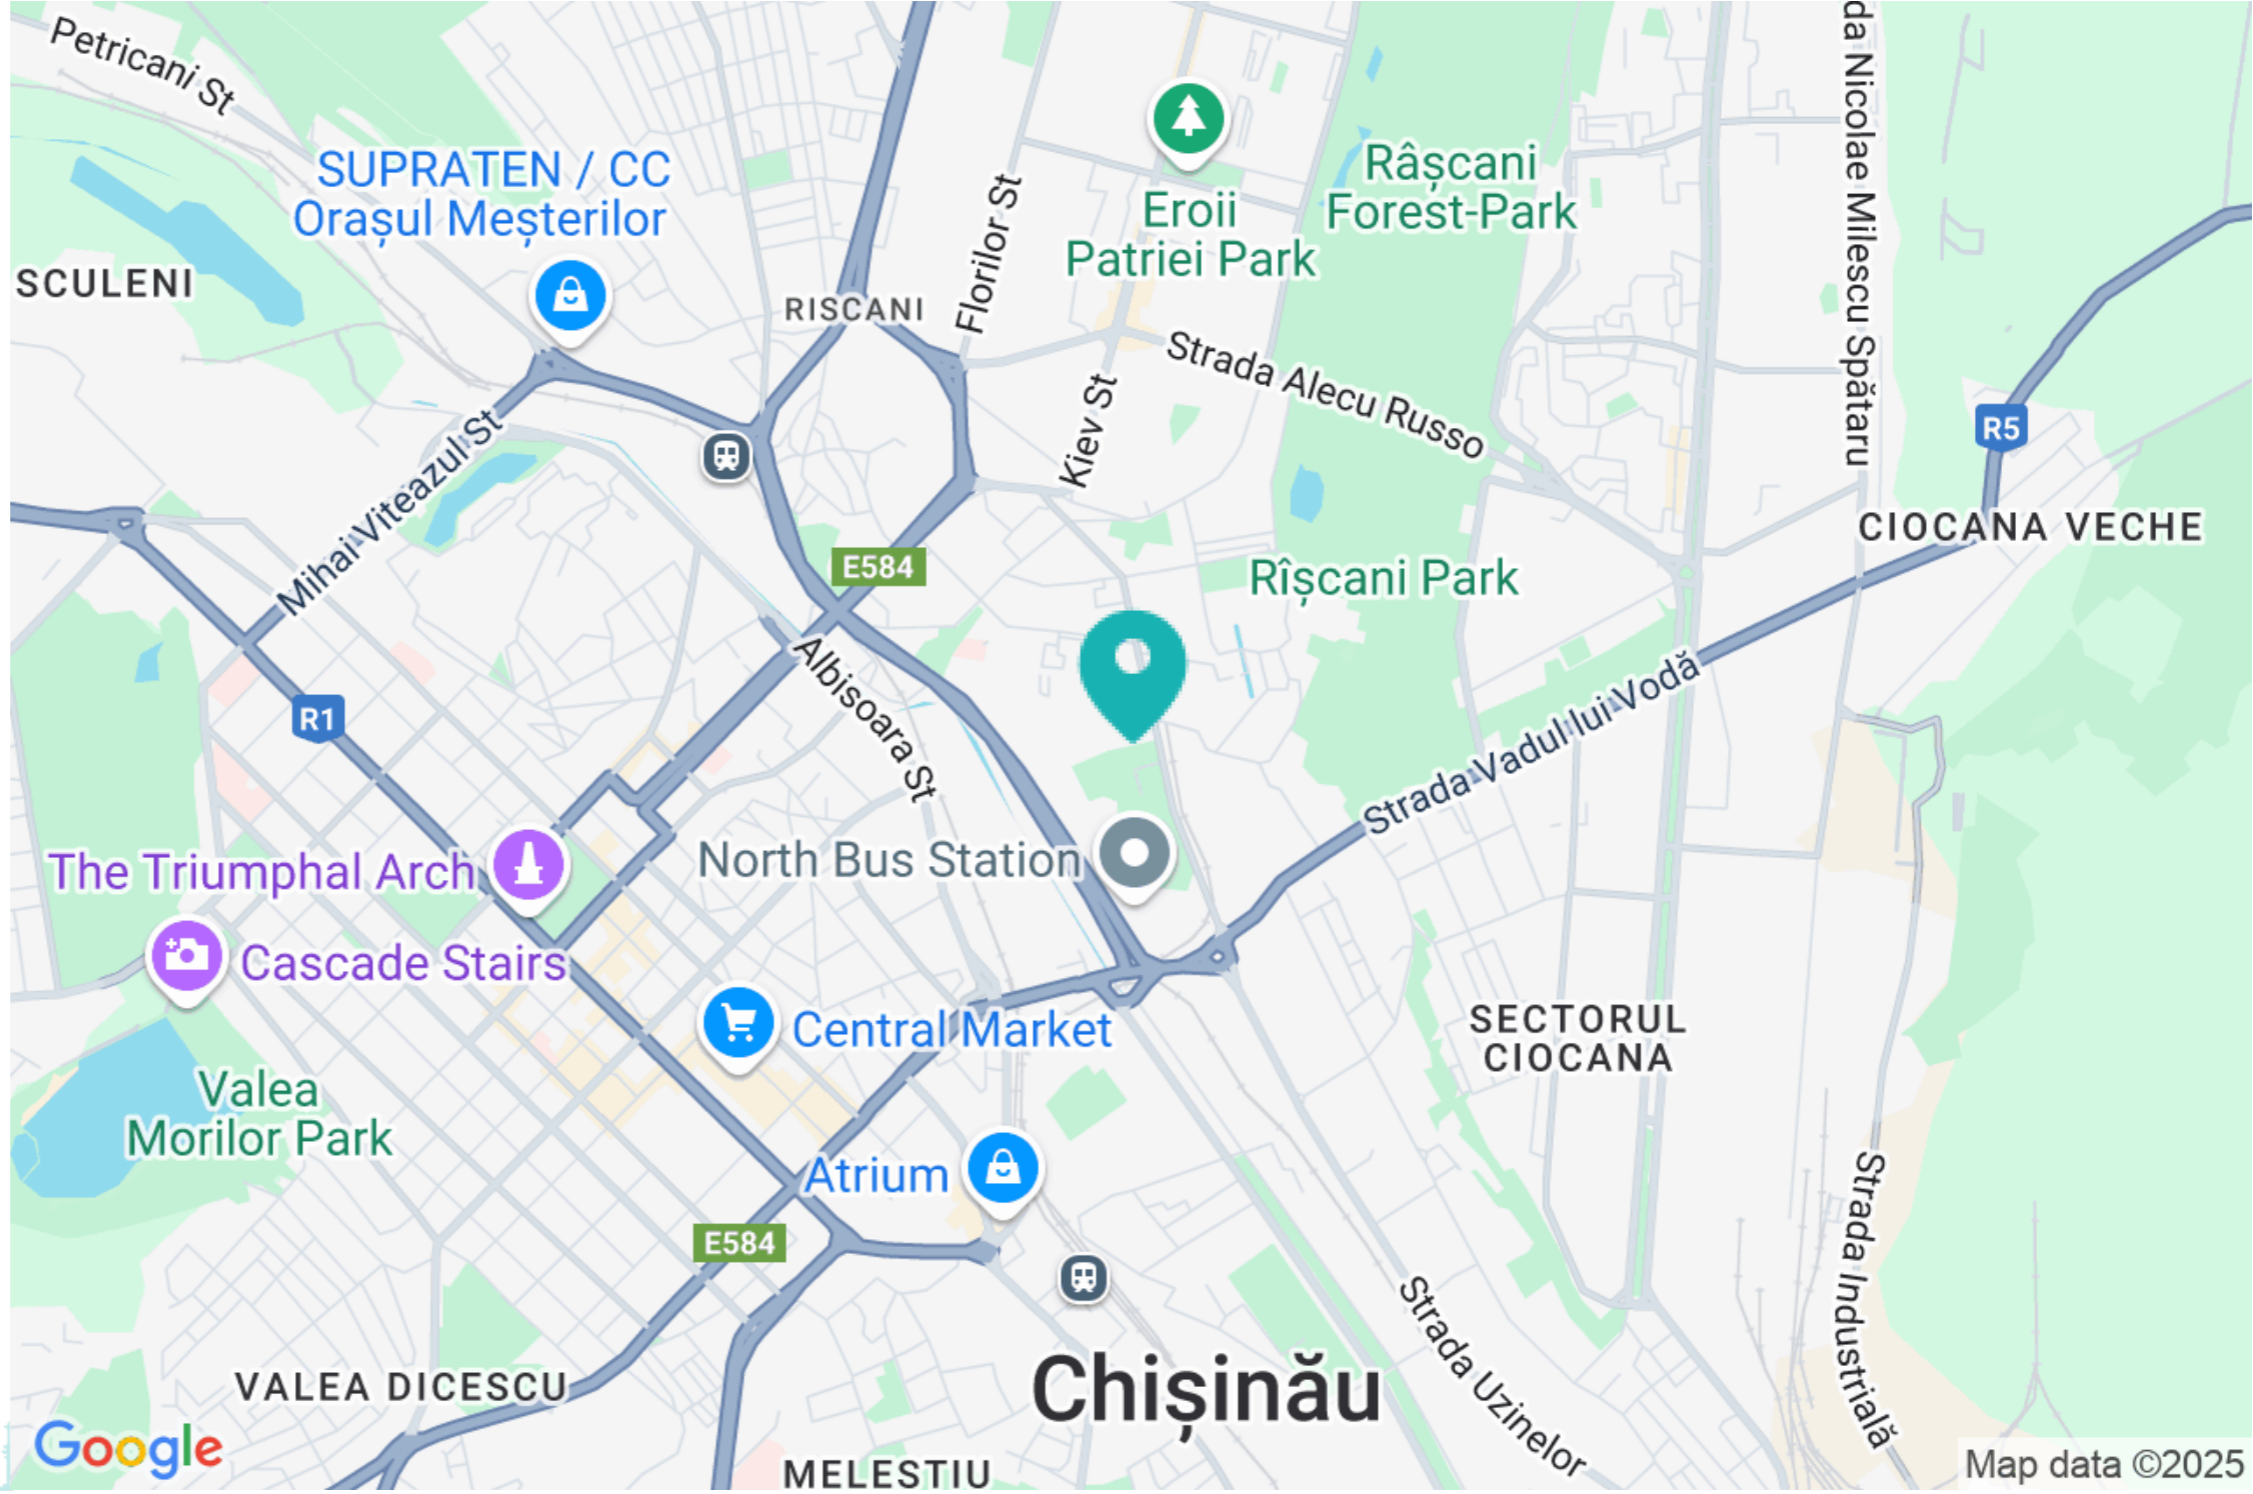 Petricani St
SUPRATEN / CC
Orașul Meșterilor
SCULENI
RISCANI
Florilor St
Eroii
Patriei Park
Râșcani
Forest-Park
da Nicolae Milescu Spătaru
Strada Alecu Russo
Kiev St
Mihai Viteazul St
R5
CIOCANA VECHE
E584
Rîșcani Park
R1
Albisoara St
Strada Vadul lui Vodă
The Triumphal Arch
North Bus Station
Cascade Stairs
Central Market
SECTORUL
CIOCANA
Valea
Morilor Park
Atrium
E584
Strada Industrială
Strada Uzinelor
VALEA DICESCU
Chișinău
MELESTIU
Google
Map data ©2025